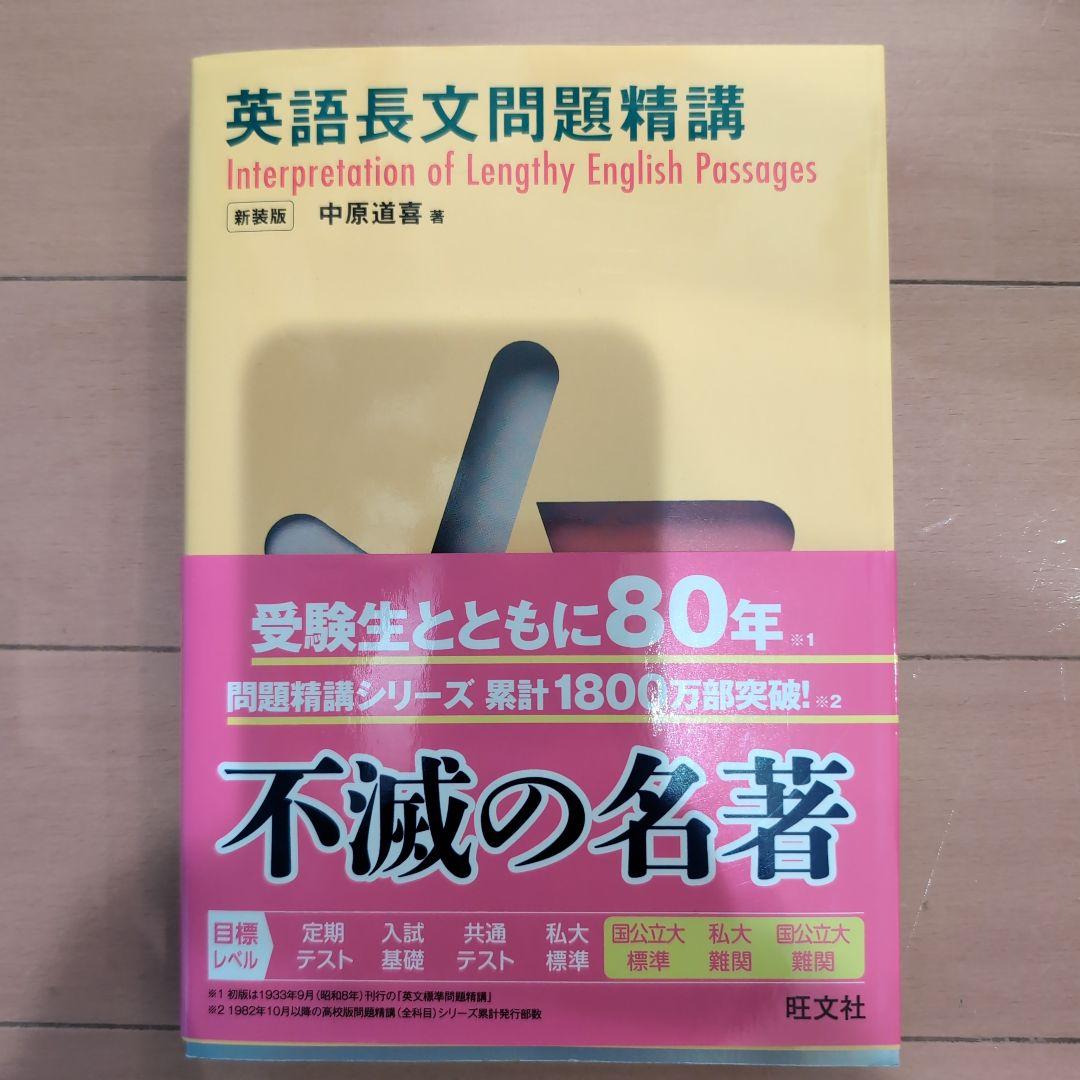 英語長文問題精講
Interpretation of Lengthy English Passages
新装版 中原道喜 著
受験生とともに80年※1
問題精講シリーズ 累計1800万部突破!※2
不滅の名著
目標レベル 定期テスト 入試基礎 共通テスト 私大標準 国公立大標準 私大難関 国公立大難関
※1 初版は1933年9月(昭和8年)刊行の「英文標準問題精講」
※2 1982年10月以降の高校版問題精講(全科目)シリーズ累計発行部数
旺文社